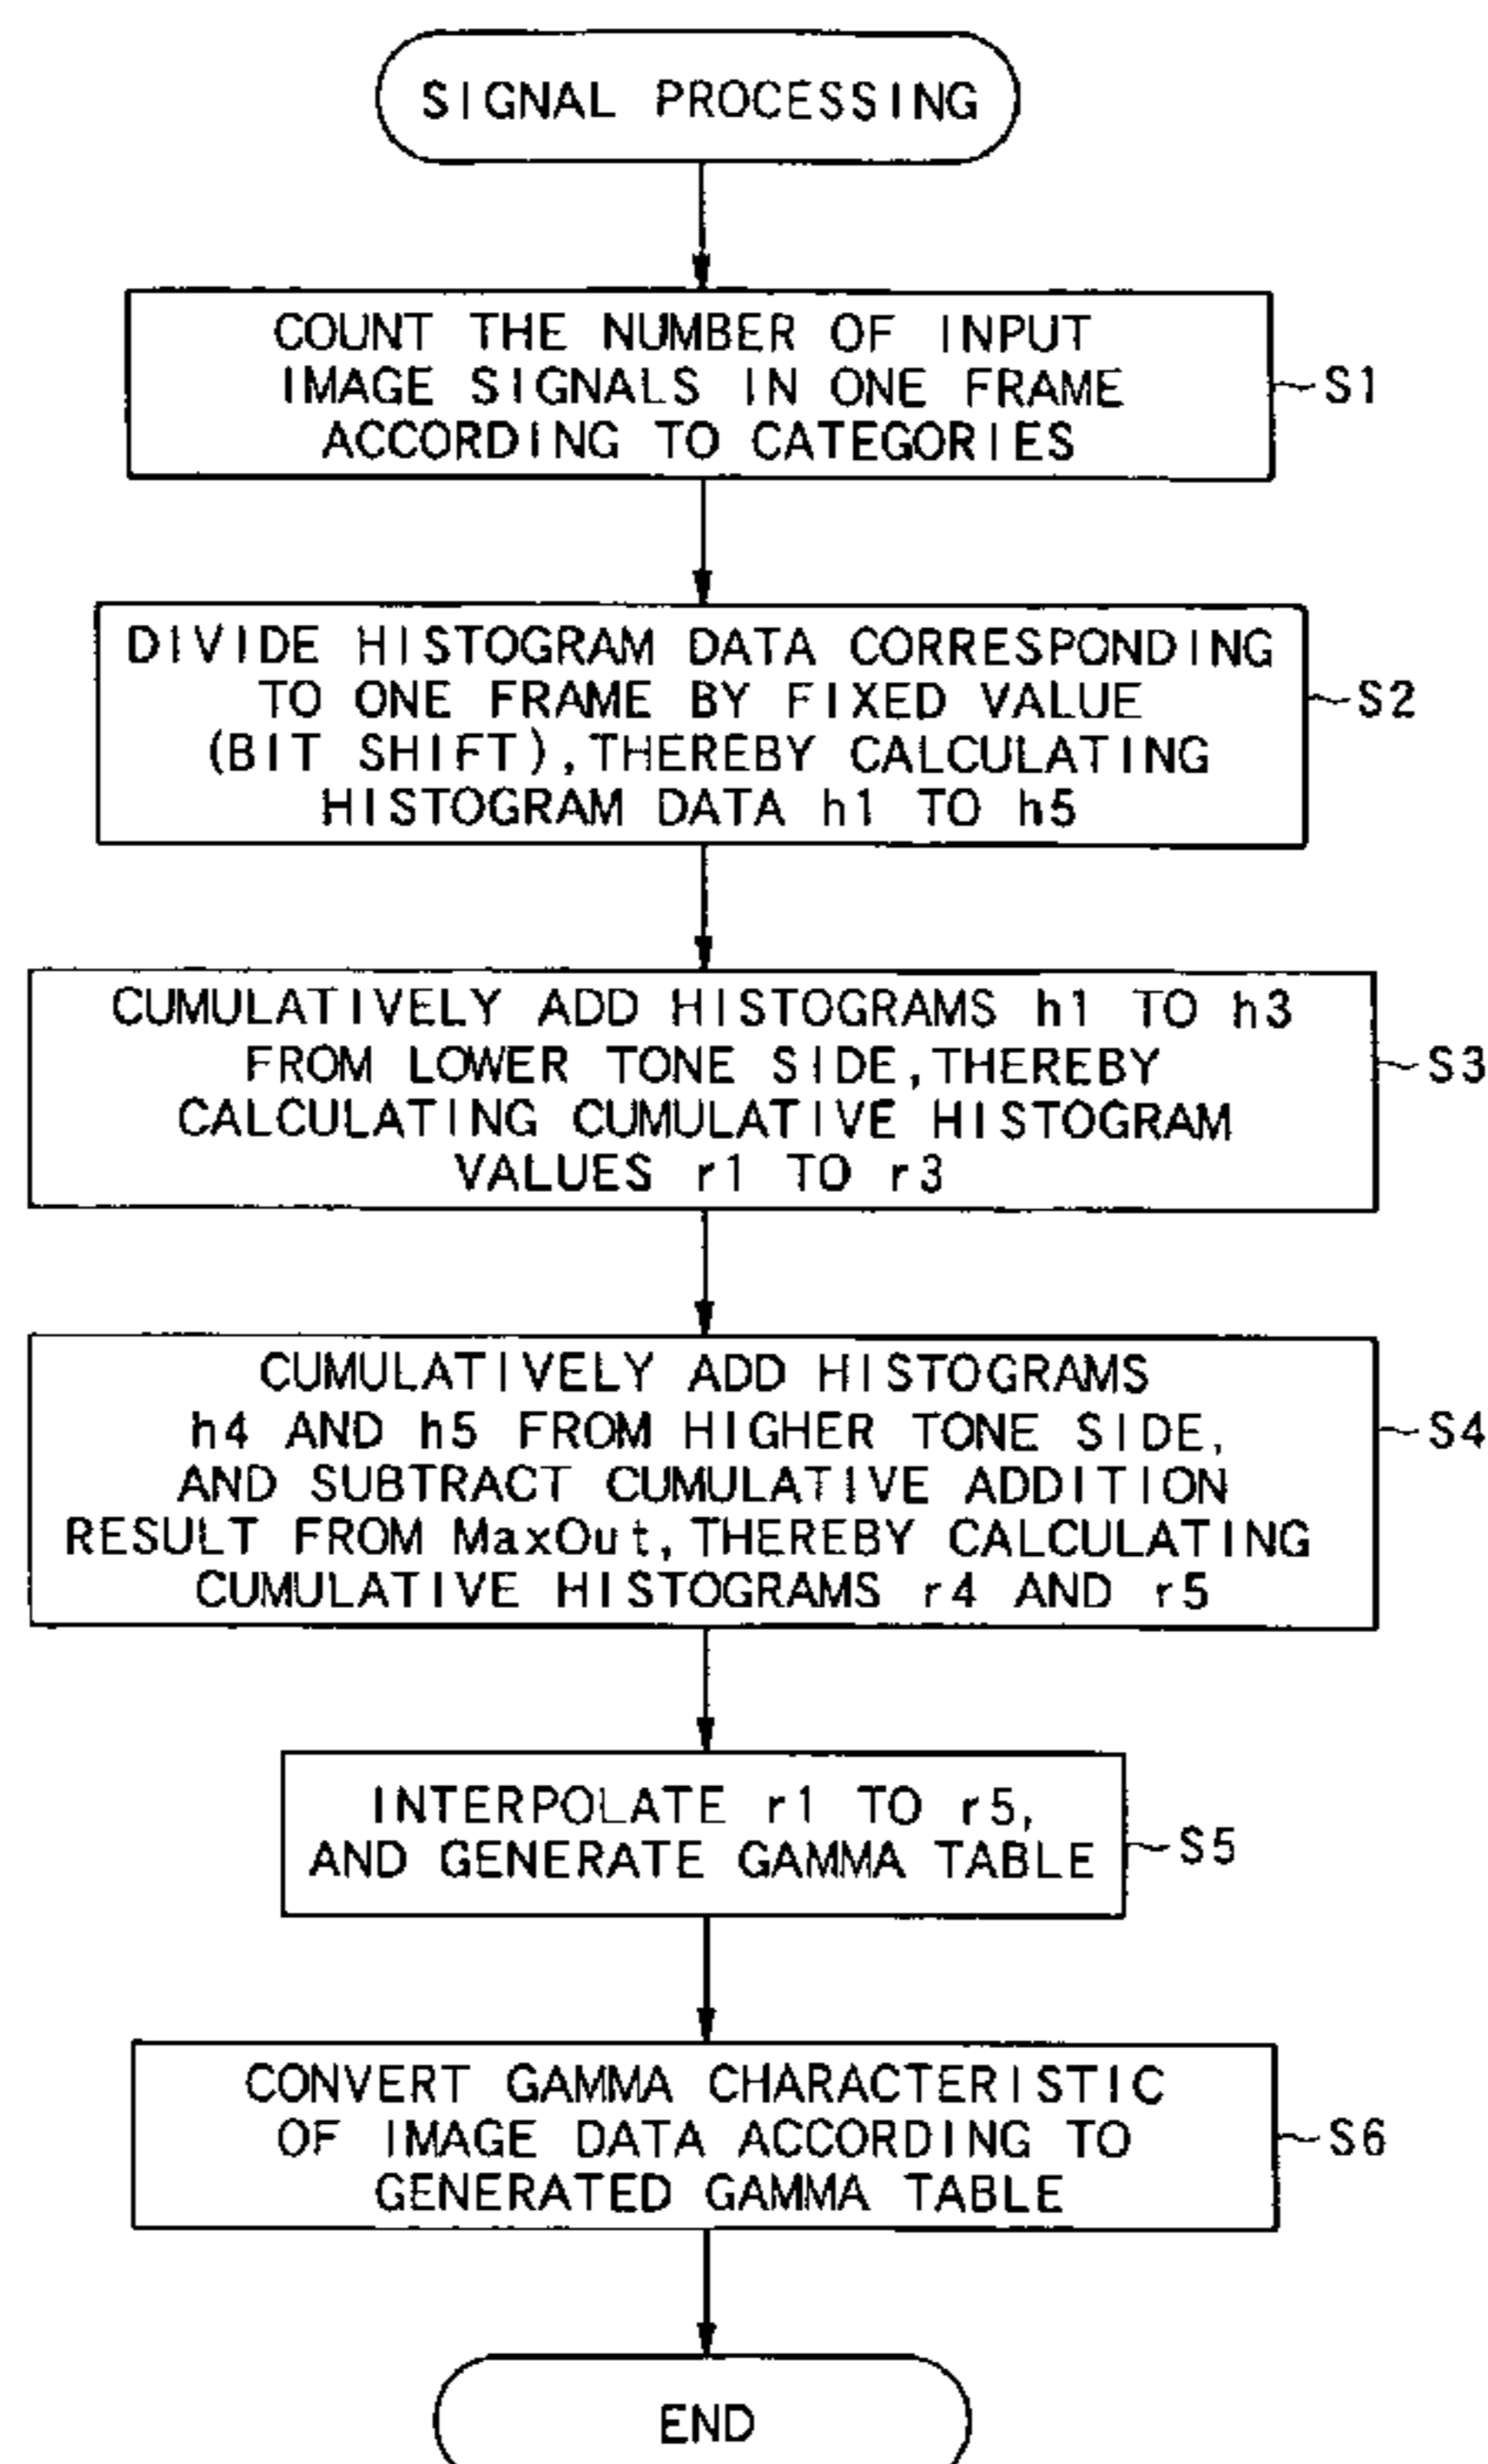 SIGNAL PROCESSING
COUNT THE NUMBER OF INPUT
IMAGE SIGNALS IN ONE FRAME
ACCORDING TO CATEGORIES
S1
DIVIDE HISTOGRAM DATA CORRESPONDING
TO ONE FRAME BY FIXED VALUE
(BIT SHIFT),THEREBY CALCULATING
HISTOGRAM DATA h1 TO h5
S2
CUMULATIVELY ADD HISTOGRAMS h1 TO h3
FROM LOWER TONE SIDE,THEREBY
CALCULATING CUMULATIVE HISTOGRAM
VALUES r1 TO r3
S3
CUMULATIVELY ADD HISTOGRAMS
h4 AND h5 FROM HIGHER TONE SIDE,
AND SUBTRACT CUMULATIVE ADDITION
RESULT FROM MaxOut,THEREBY CALCULATING
CUMULATIVE HISTOGRAMS r4 AND r5
S4
INTERPOLATE r1 TO r5,
AND GENERATE GAMMA TABLE
S5
CONVERT GAMMA CHARACTERISTIC
OF IMAGE DATA ACCORDING TO
GENERATED GAMMA TABLE
S6
END